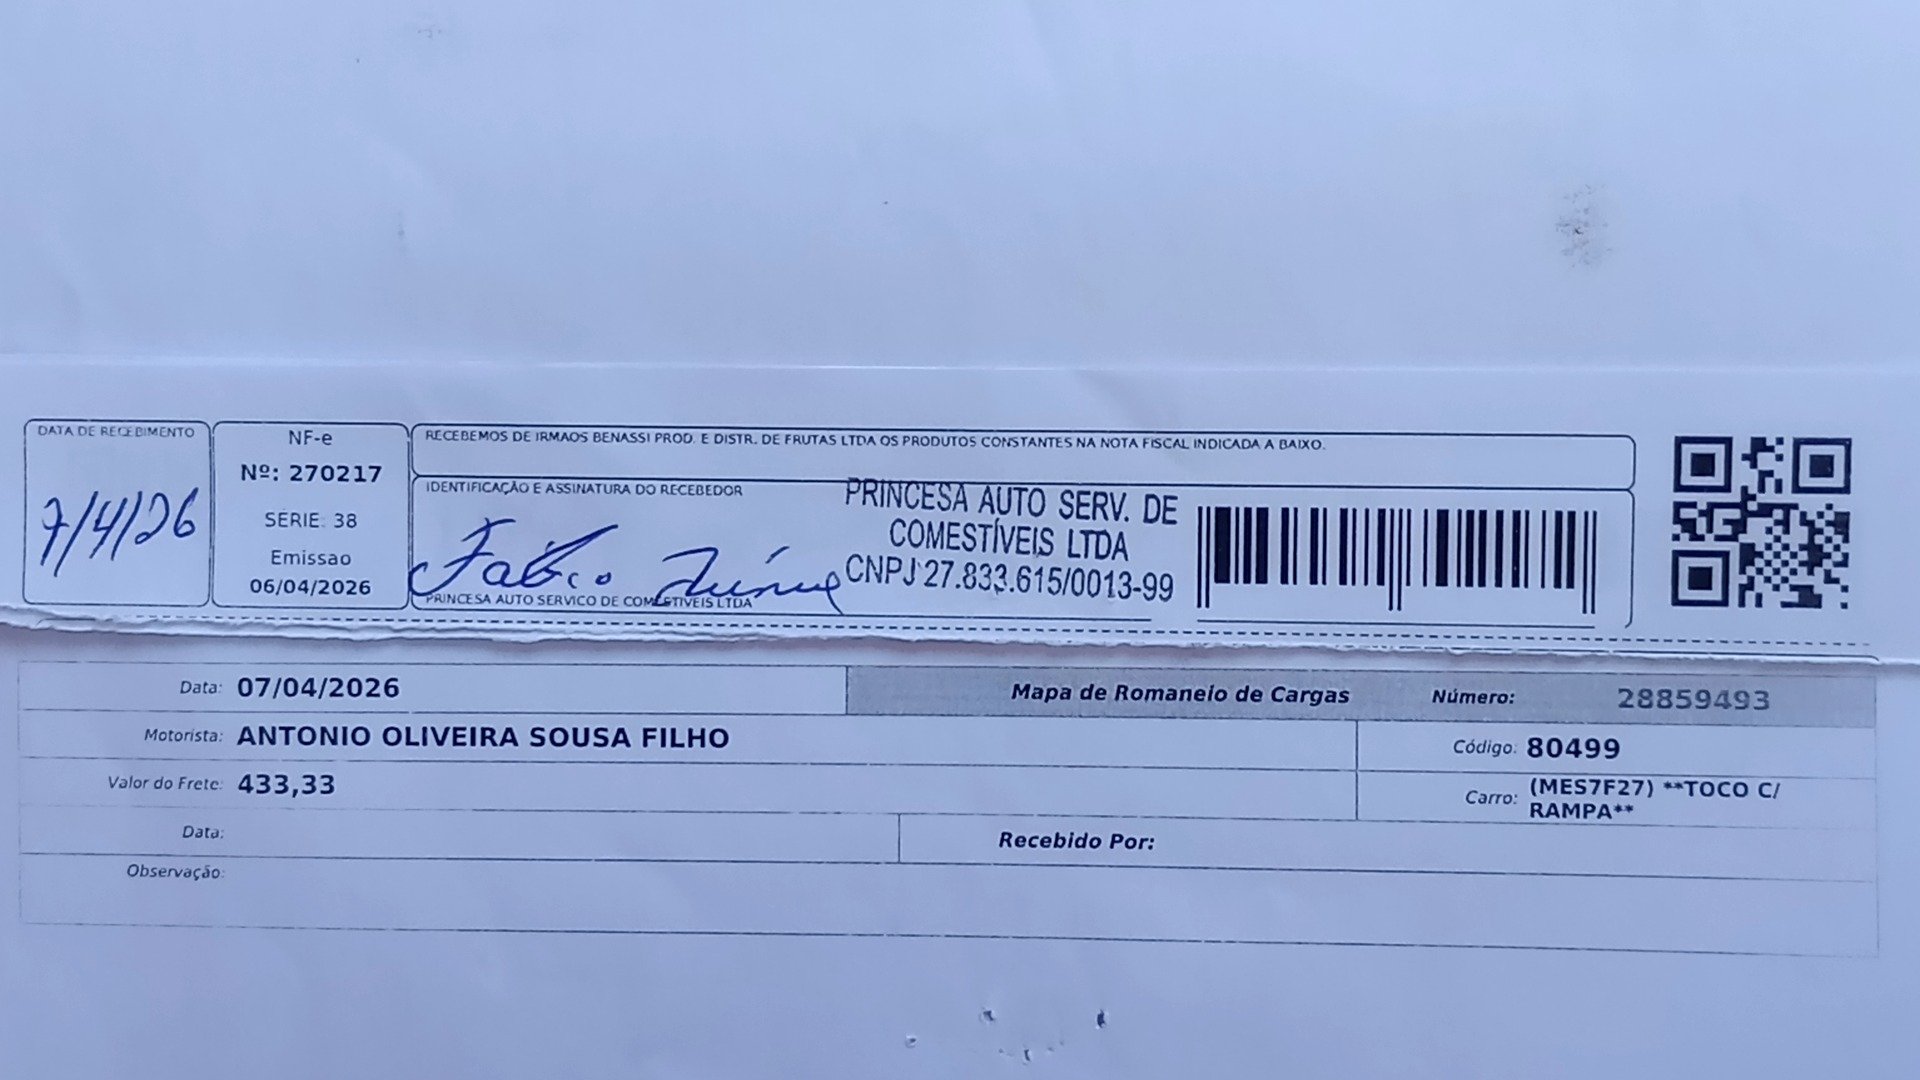 DATA DE RECEBIMENTO
7/4/26
NF-e
Nº: 270217
SERIE: 38
Emissao
06/04/2026
RECEBEMOS DE IRMAOS BENASSI PROD. E DISTR. DE FRUTAS LTDA OS PRODUTOS CONSTANTES NA NOTA FISCAL INDICADA A BAIXO.
IDENTIFICAÇÃO E ASSINATURA DO RECEBEDOR
Fabio
PRINCESA AUTO SERVICO DE COMESTIVEIS LTDA
PRINCESA AUTO SERV. DE
COMESTÍVEIS LTDA
CNPJ 27.833.615/0013-99
Data: 07/04/2026
Mapa de Romaneio de Cargas Número: 28859493
Motorista: ANTONIO OLIVEIRA SOUSA FILHO
Código: 80499
Valor do Frete: 433,33
Carro: (MES7F27) **TOCO C/
RAMPA**
Data:
Recebido Por:
Observação: